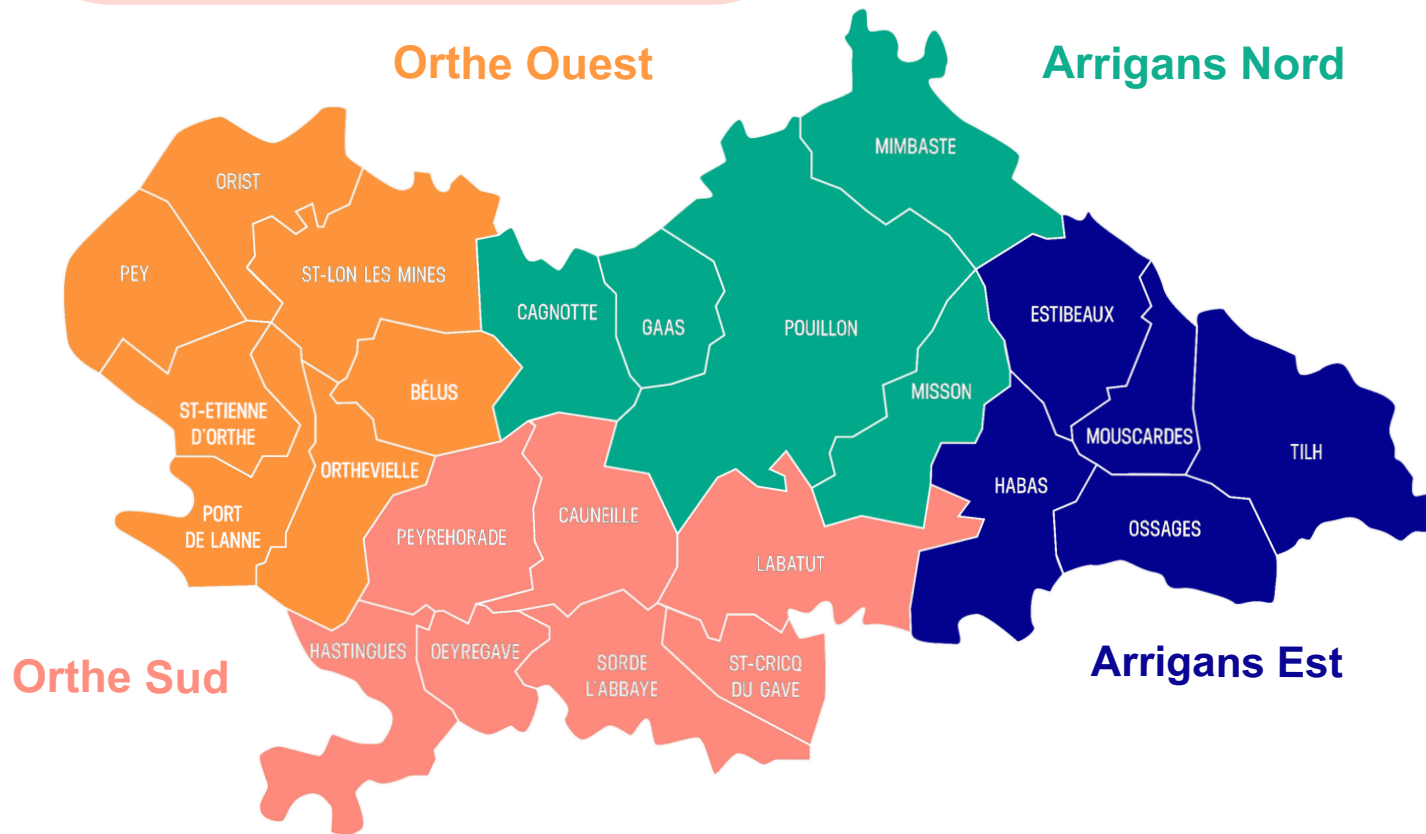 Orthe Ouest
Arrigans Nord
MIMBASTE
ORIST
PEY
ST-LON LES MINES
CAGNOTTE
GAAS
POUILLON
ESTIBEAUX
BÉLUS
MISSON
ST-ETIENNE
D'ORTHE
MOUSCARDES
TILH
ORTHEVIELLE
HABAS
PORT
DE LANNE
CAUNEILLE
PEYREHORADE
OSSAGES
LABATUT
HASTINGUES
OEYREGAVE
SORDE
L'ABBAYE
ST-CRICQ
DU GAVE
Orthe Sud
Arrigans Est